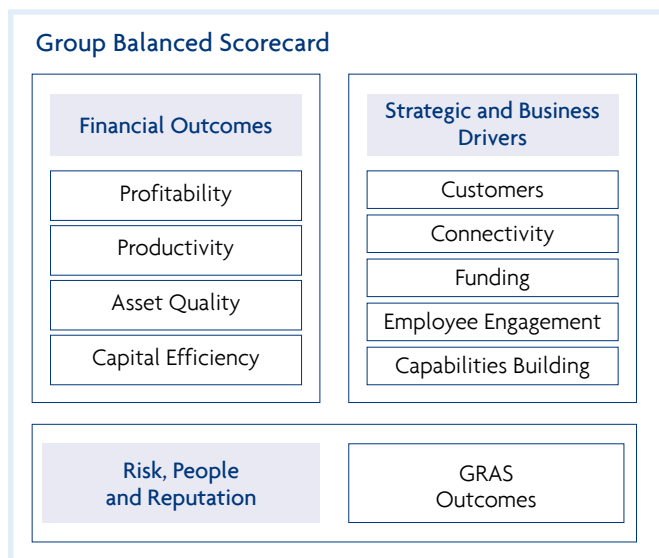 Group Balanced Scorecard
Financial Outcomes
Profitability
Productivity
Asset Quality
Capital Efficiency
Strategic and Business
Drivers
Customers
Connectivity
Funding
Employee Engagement
Capabilities Building
Risk, People
and Reputation
GRAS
Outcomes